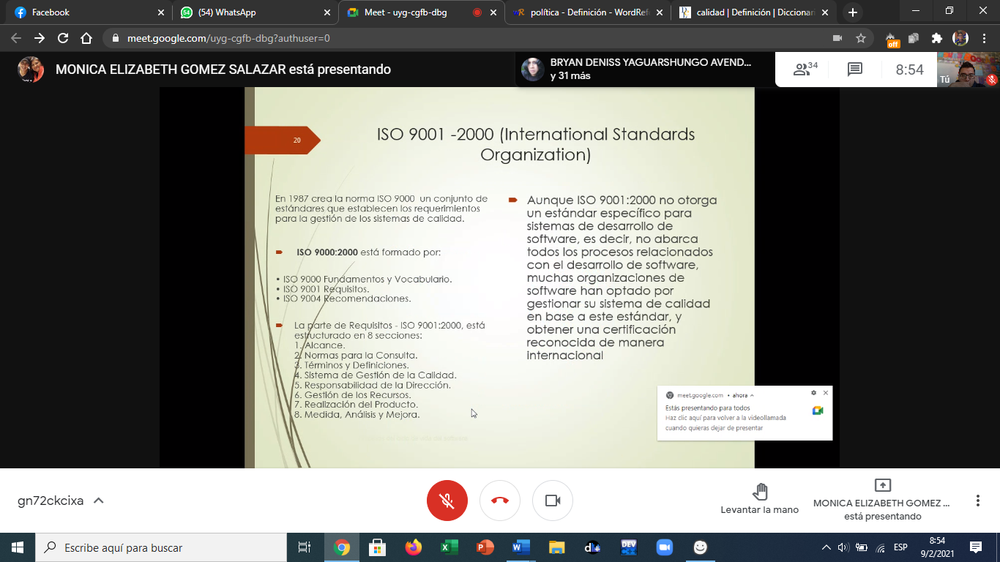 Facebook
(54) WhatsApp
Meet - uyg-cgfb-dbg
política - Definición - WordRefe
calidad | Definición | Diccionari
meet.google.com/uyg-cgfb-dbg?authuser=0
off
MONICA ELIZABETH GOMEZ SALAZAR está presentando
BRYAN DENISS YAGUARSHUNGO AVEND...
y 31 más
34
8:54
Tú
20
ISO 9001 -2000 (International Standards
Organization)
En 1987 crea la norma ISO 9000 un conjunto de
estándares que establecen los requerimientos
para la gestión de los sistemas de calidad.
ISO 9000:2000 está formado por:
• ISO 9000 Fundamentos y Vocabulario.
• ISO 9001 Requisitos.
• ISO 9004 Recomendaciones.
La parte de Requisitos - ISO 9001:2000, está
estructurado en 8 secciones:
1. Alcance.
2. Normas para la Consulta.
3. Términos y Definiciones.
4. Sistema de Gestión de la Calidad.
5. Responsabilidad de la Dirección.
6. Gestión de los Recursos.
7. Realización del Producto.
8. Medida, Análisis y Mejora.
Aunque ISO 9001:2000 no otorga
un estándar específico para
sistemas de desarrollo de
software, es decir, no abarca
todos los procesos relacionados
con el desarrollo de software,
muchas organizaciones de
software han optado por
gestionar su sistema de calidad
en base a este estándar, y
obtener una certificación
reconocida de manera
internacional
meet.google.com • ahora
Estás presentando para todos
Haz clic aquí para volver a la videollamada
cuando quieras dejar de presentar
gn72ckcixa
Levantar la mano
MONICA ELIZABETH GOMEZ ...
está presentando
Escribe aquí para buscar
DEV
ESP
8:54
9/2/2021